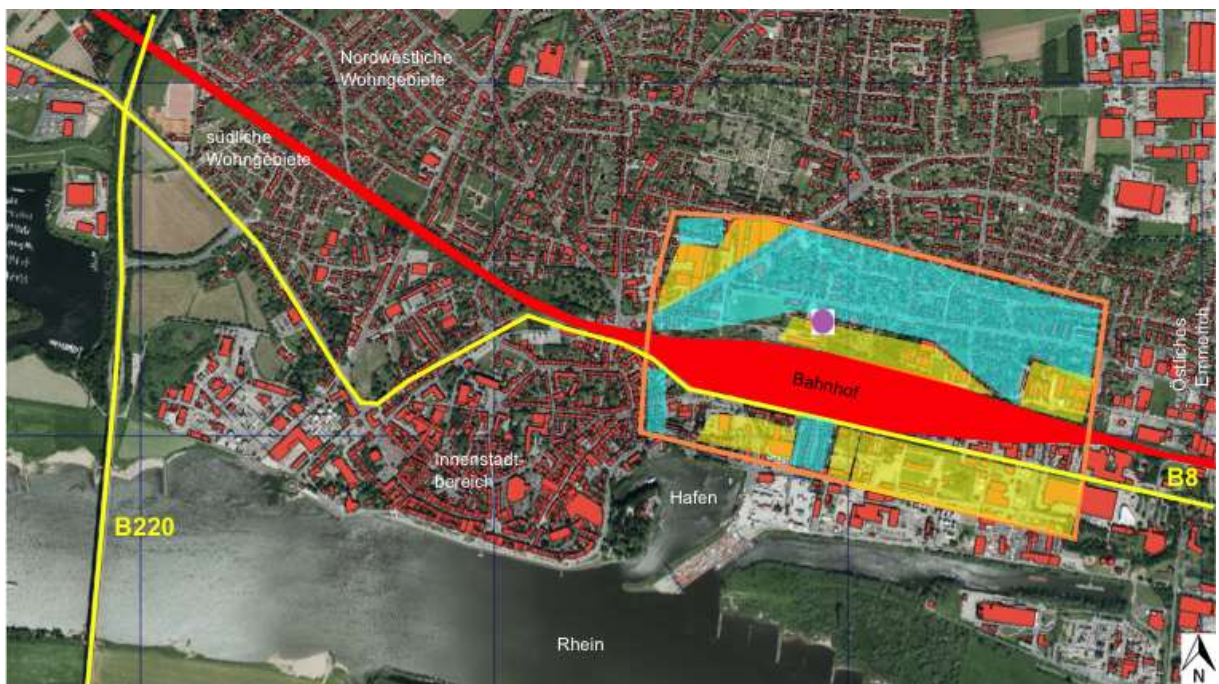 Nordwestliche
Wohngebiete
südliche
Wohngebiete
Östliches
Emmerich
Bahnhof
Innenstadt-
bereich
Hafen
B8
B220
Rhein
N